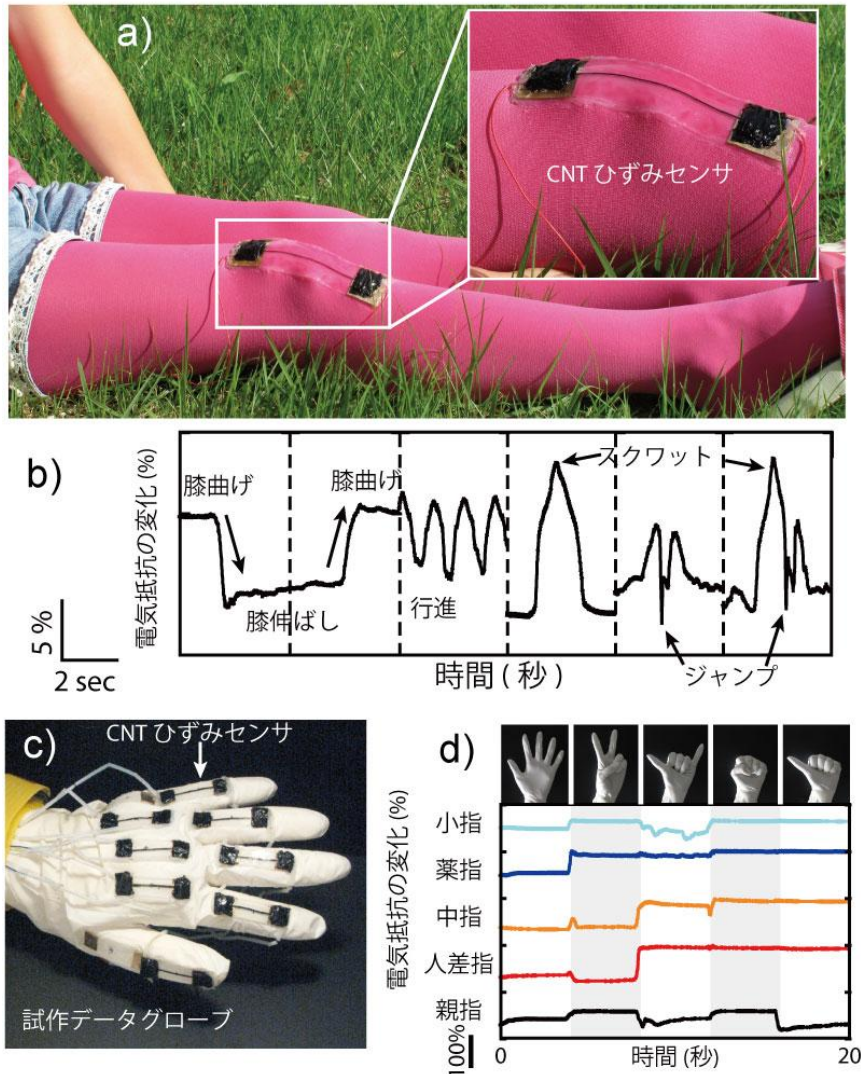 a)
CNT ひずみセンサ
b)
電気抵抗の変化 (%)
膝曲げ
膝曲げ
スクワット
膝伸ばし
行進
ジャンプ
5 %
2 sec
時間 ( 秒 )
c)
CNT ひずみセンサ
試作データグローブ
d)
電気抵抗の変化 (%)
小指
薬指
中指
人差指
親指
100%
0
時間 (秒)
20